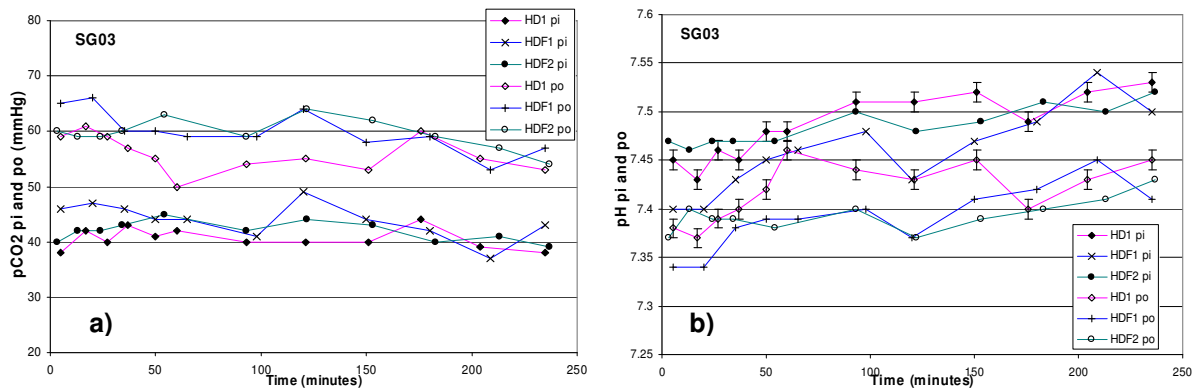 SG03
HD1 pi
HDF1 pi
HDF2 pi
HD1 po
HDF1 po
HDF2 po
pCO2 pi and po (mmHg)
80
70
60
50
40
30
20
0
50
100
150
200
250
Time (minutes)
a)
SG03
pH pi and po
7.6
7.55
7.5
7.45
7.4
7.35
7.3
7.25
0
50
100
150
200
250
Time (minutes)
HD1 pi
HDF1 pi
HDF2 pi
HD1 po
HDF1 po
HDF2 po
b)